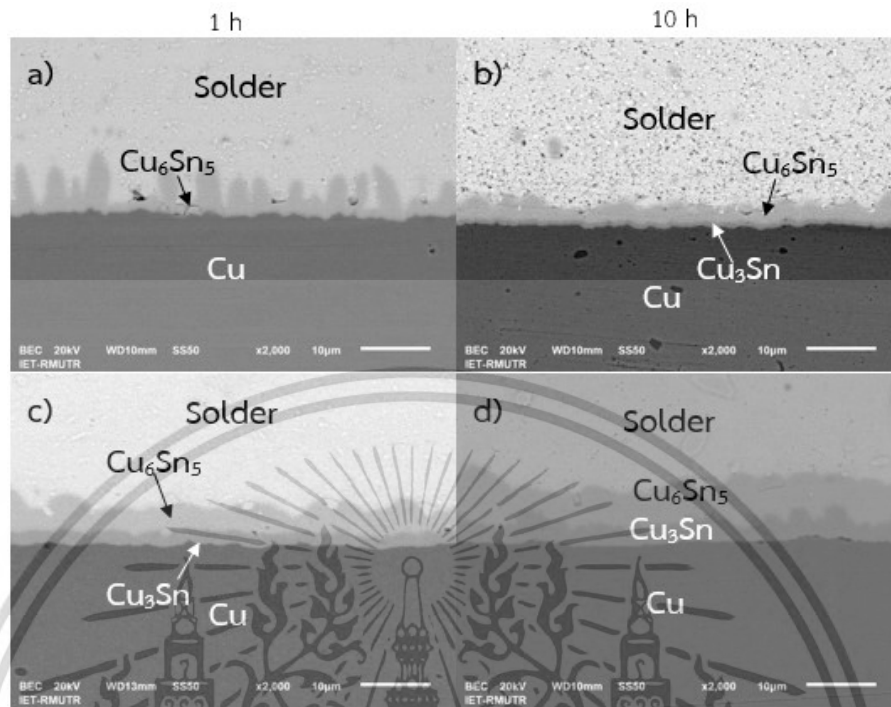 1 h
10 h
a)
Solder
Cu₆Sn₅
Cu
BEC 20kV WD10mm SS50 x2,000 10μm
IET-RMUTR
b)
Solder
Cu₆Sn₅
Cu₃Sn
Cu
BEC 20kV WD10mm SS50 x2,000 10μm
IET-RMUTR
c)
Solder
Cu₆Sn₅
Cu₃Sn
Cu
BEC 20kV WD13mm SS50 x2,000 10μm
IET-RMUTR
d)
Solder
Cu₆Sn₅
Cu₃Sn
Cu
BEC 20kV WD10mm SS50 x2,000 10μm
IET-RMUTR